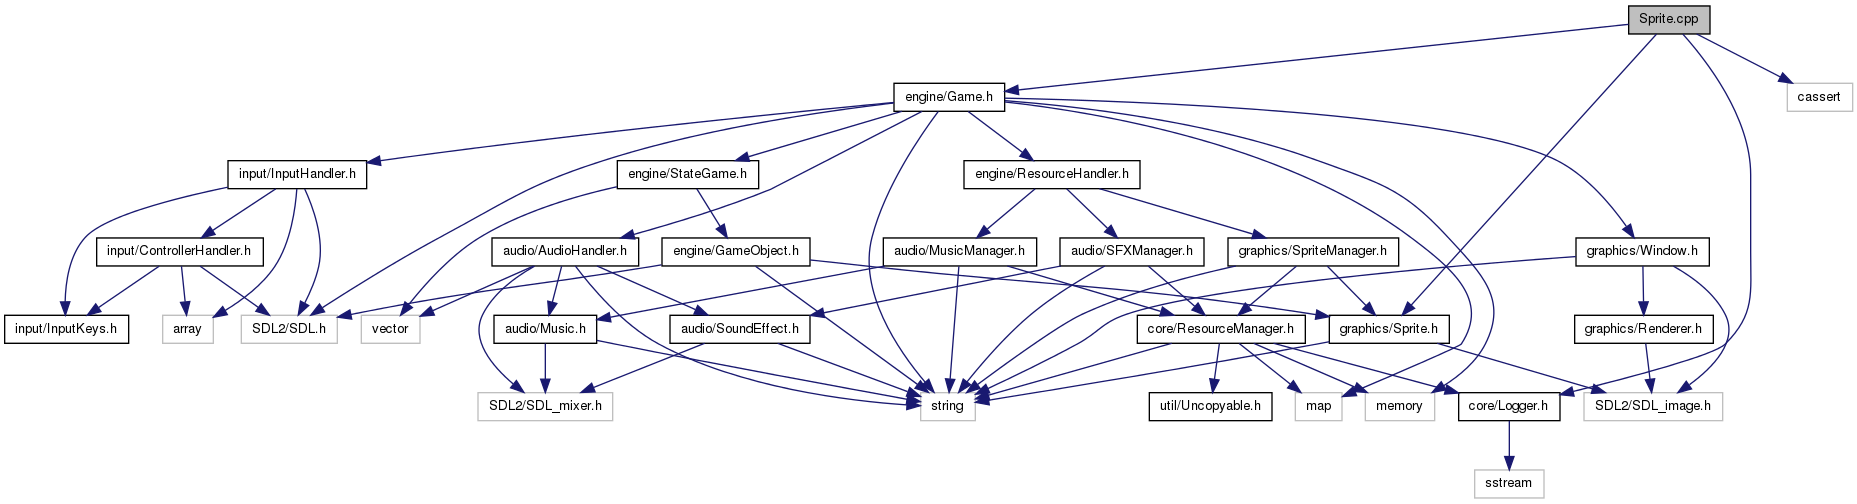 Sprite.cpp
engine/Game.h
cassert
input/InputHandler.h
engine/StateGame.h
engine/ResourceHandler.h
input/ControllerHandler.h
audio/AudioHandler.h
engine/GameObject.h
audio/MusicManager.h
audio/SFXManager.h
graphics/SpriteManager.h
graphics/Window.h
input/InputKeys.h
array
SDL2/SDL.h
vector
audio/Music.h
audio/SoundEffect.h
core/ResourceManager.h
graphics/Sprite.h
graphics/Renderer.h
SDL2/SDL_mixer.h
string
util/Uncopyable.h
map
memory
core/Logger.h
SDL2/SDL_image.h
sstream